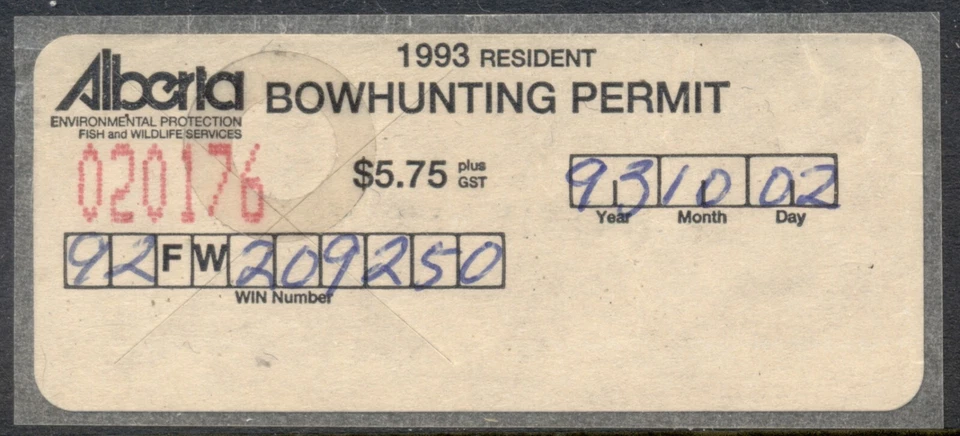 Alberta
ENVIRONMENTAL PROTECTION
FISH and WILDLIFE SERVICES
1993 RESIDENT
BOWHUNTING PERMIT
020176
$5.75 plus GST
93 10 02
Year Month Day
92 F W 209250
WIN Number